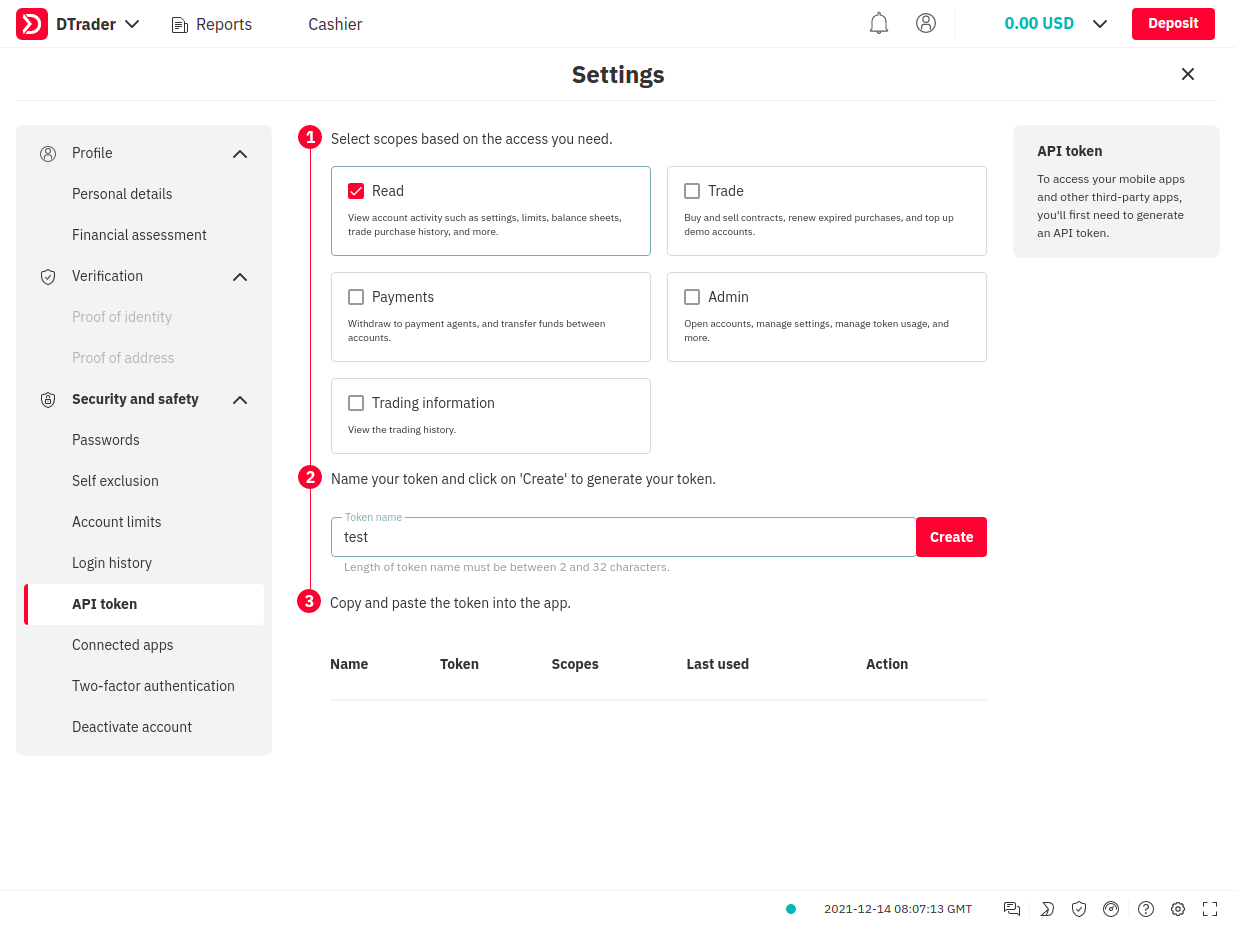 DTrader
Reports
Cashier
0.00 USD
Deposit
Settings
Profile
Personal details
Financial assessment
Verification
Proof of identity
Proof of address
Security and safety
Passwords
Self exclusion
Account limits
Login history
API token
Connected apps
Two-factor authentication
Deactivate account
1 Select scopes based on the access you need.
Read
View account activity such as settings, limits, balance sheets,
trade purchase history, and more.
Trade
Buy and sell contracts, renew expired purchases, and top up
demo accounts.
Payments
Withdraw to payment agents, and transfer funds between
accounts.
Admin
Open accounts, manage settings, manage token usage, and
more.
Trading information
View the trading history.
2 Name your token and click on 'Create' to generate your token.
Token name
test
Create
Length of token name must be between 2 and 32 characters.
3 Copy and paste the token into the app.
Name Token Scopes Last used Action
API token
To access your mobile apps
and other third-party apps,
you'll first need to generate
an API token.
2021-12-14 08:07:13 GMT